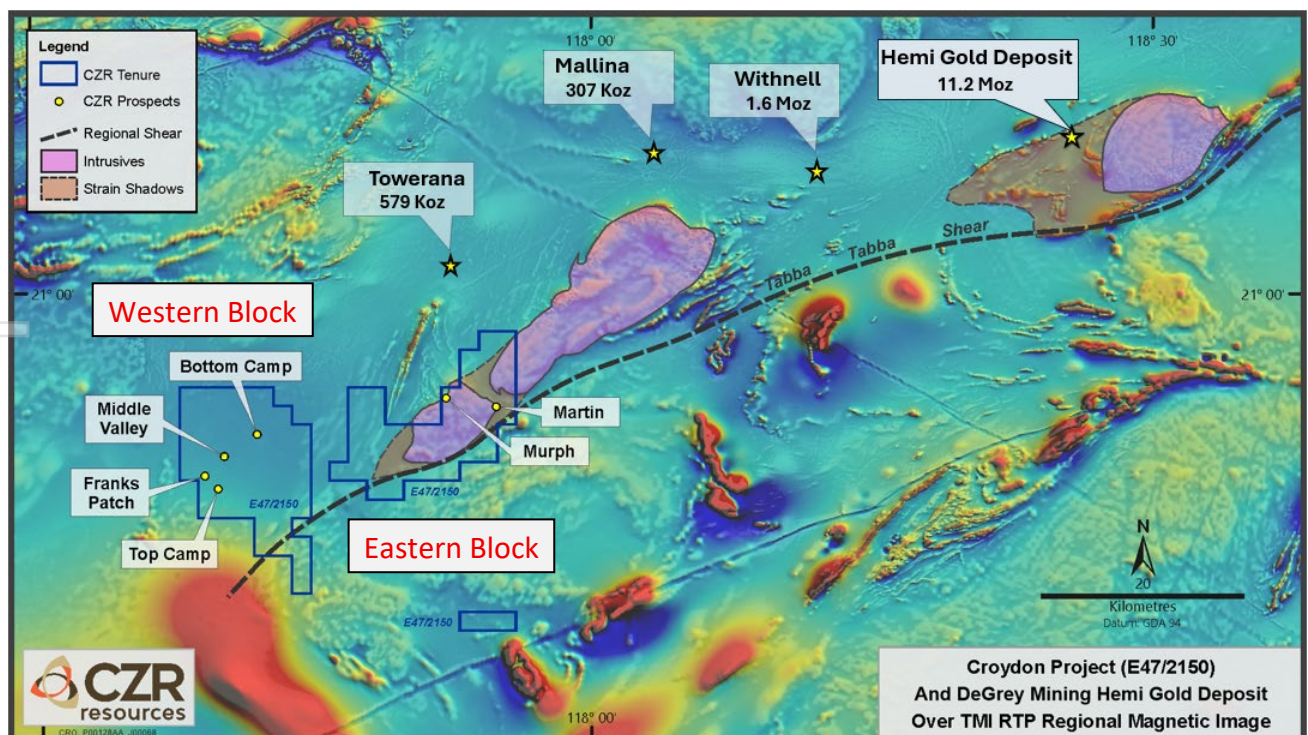 Legend
CZR Tenure
CZR Prospects
Regional Shear
Intrusives
Strain Shadows
118° 00'
118° 30'
Mallina
307 Koz
Withnell
1.6 Moz
Hemi Gold Deposit
11.2 Moz
Towerana
579 Koz
Tabba Tabba Shear
21° 00'
21° 00'
Western Block
Bottom Camp
Middle
Valley
Franks
Patch
Top Camp
E47/2150
Martin
Murph
E47/2150
Eastern Block
E47/2150
N
20
Kilometres
Datum: GDA 94
CZR
resources
CRO_P00128AA_J00068
118° 00'
Croydon Project (E47/2150)
And DeGrey Mining Hemi Gold Deposit
Over TMI RTP Regional Magnetic Image